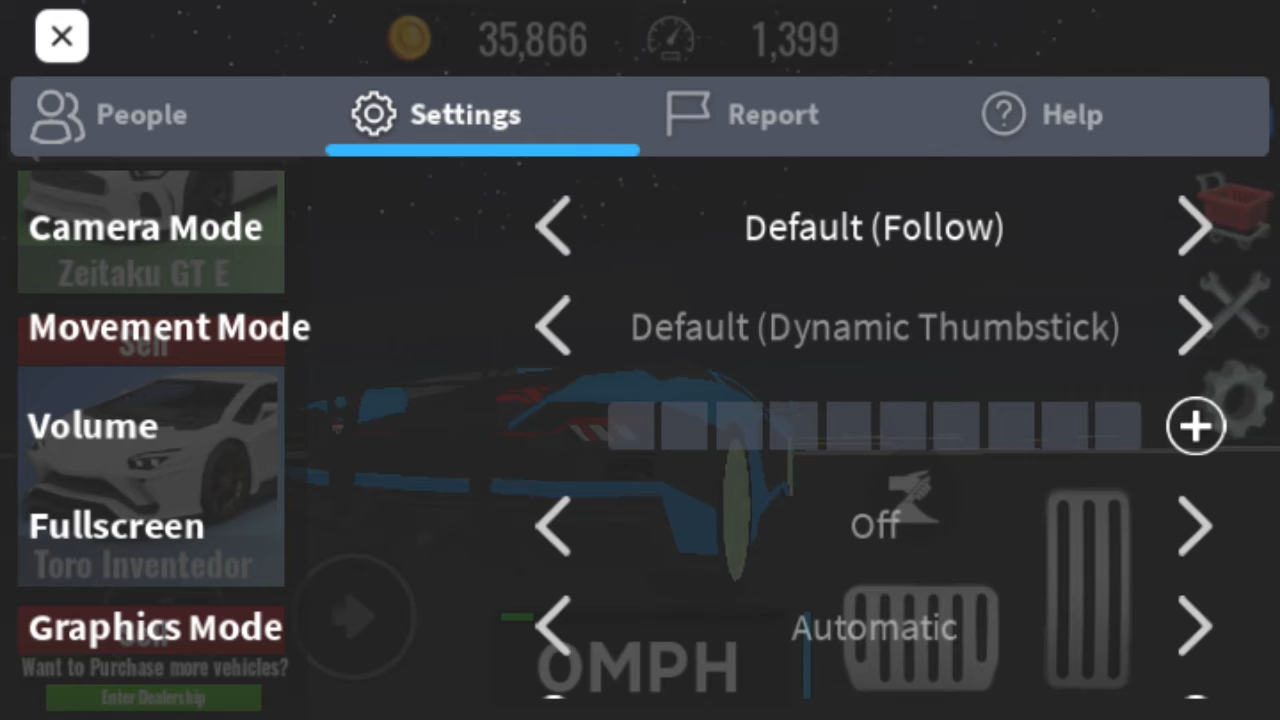 35,866
1,399
People
Settings
Report
Help
Camera Mode
Default (Follow)
Zeitaku GT E
Movement Mode
Default (Dynamic Thumbstick)
Sell
Volume
Fullscreen
Off
Toro Inventedor
Graphics Mode
Automatic
Want to Purchase more vehicles?
0MPH
Enter Dealership